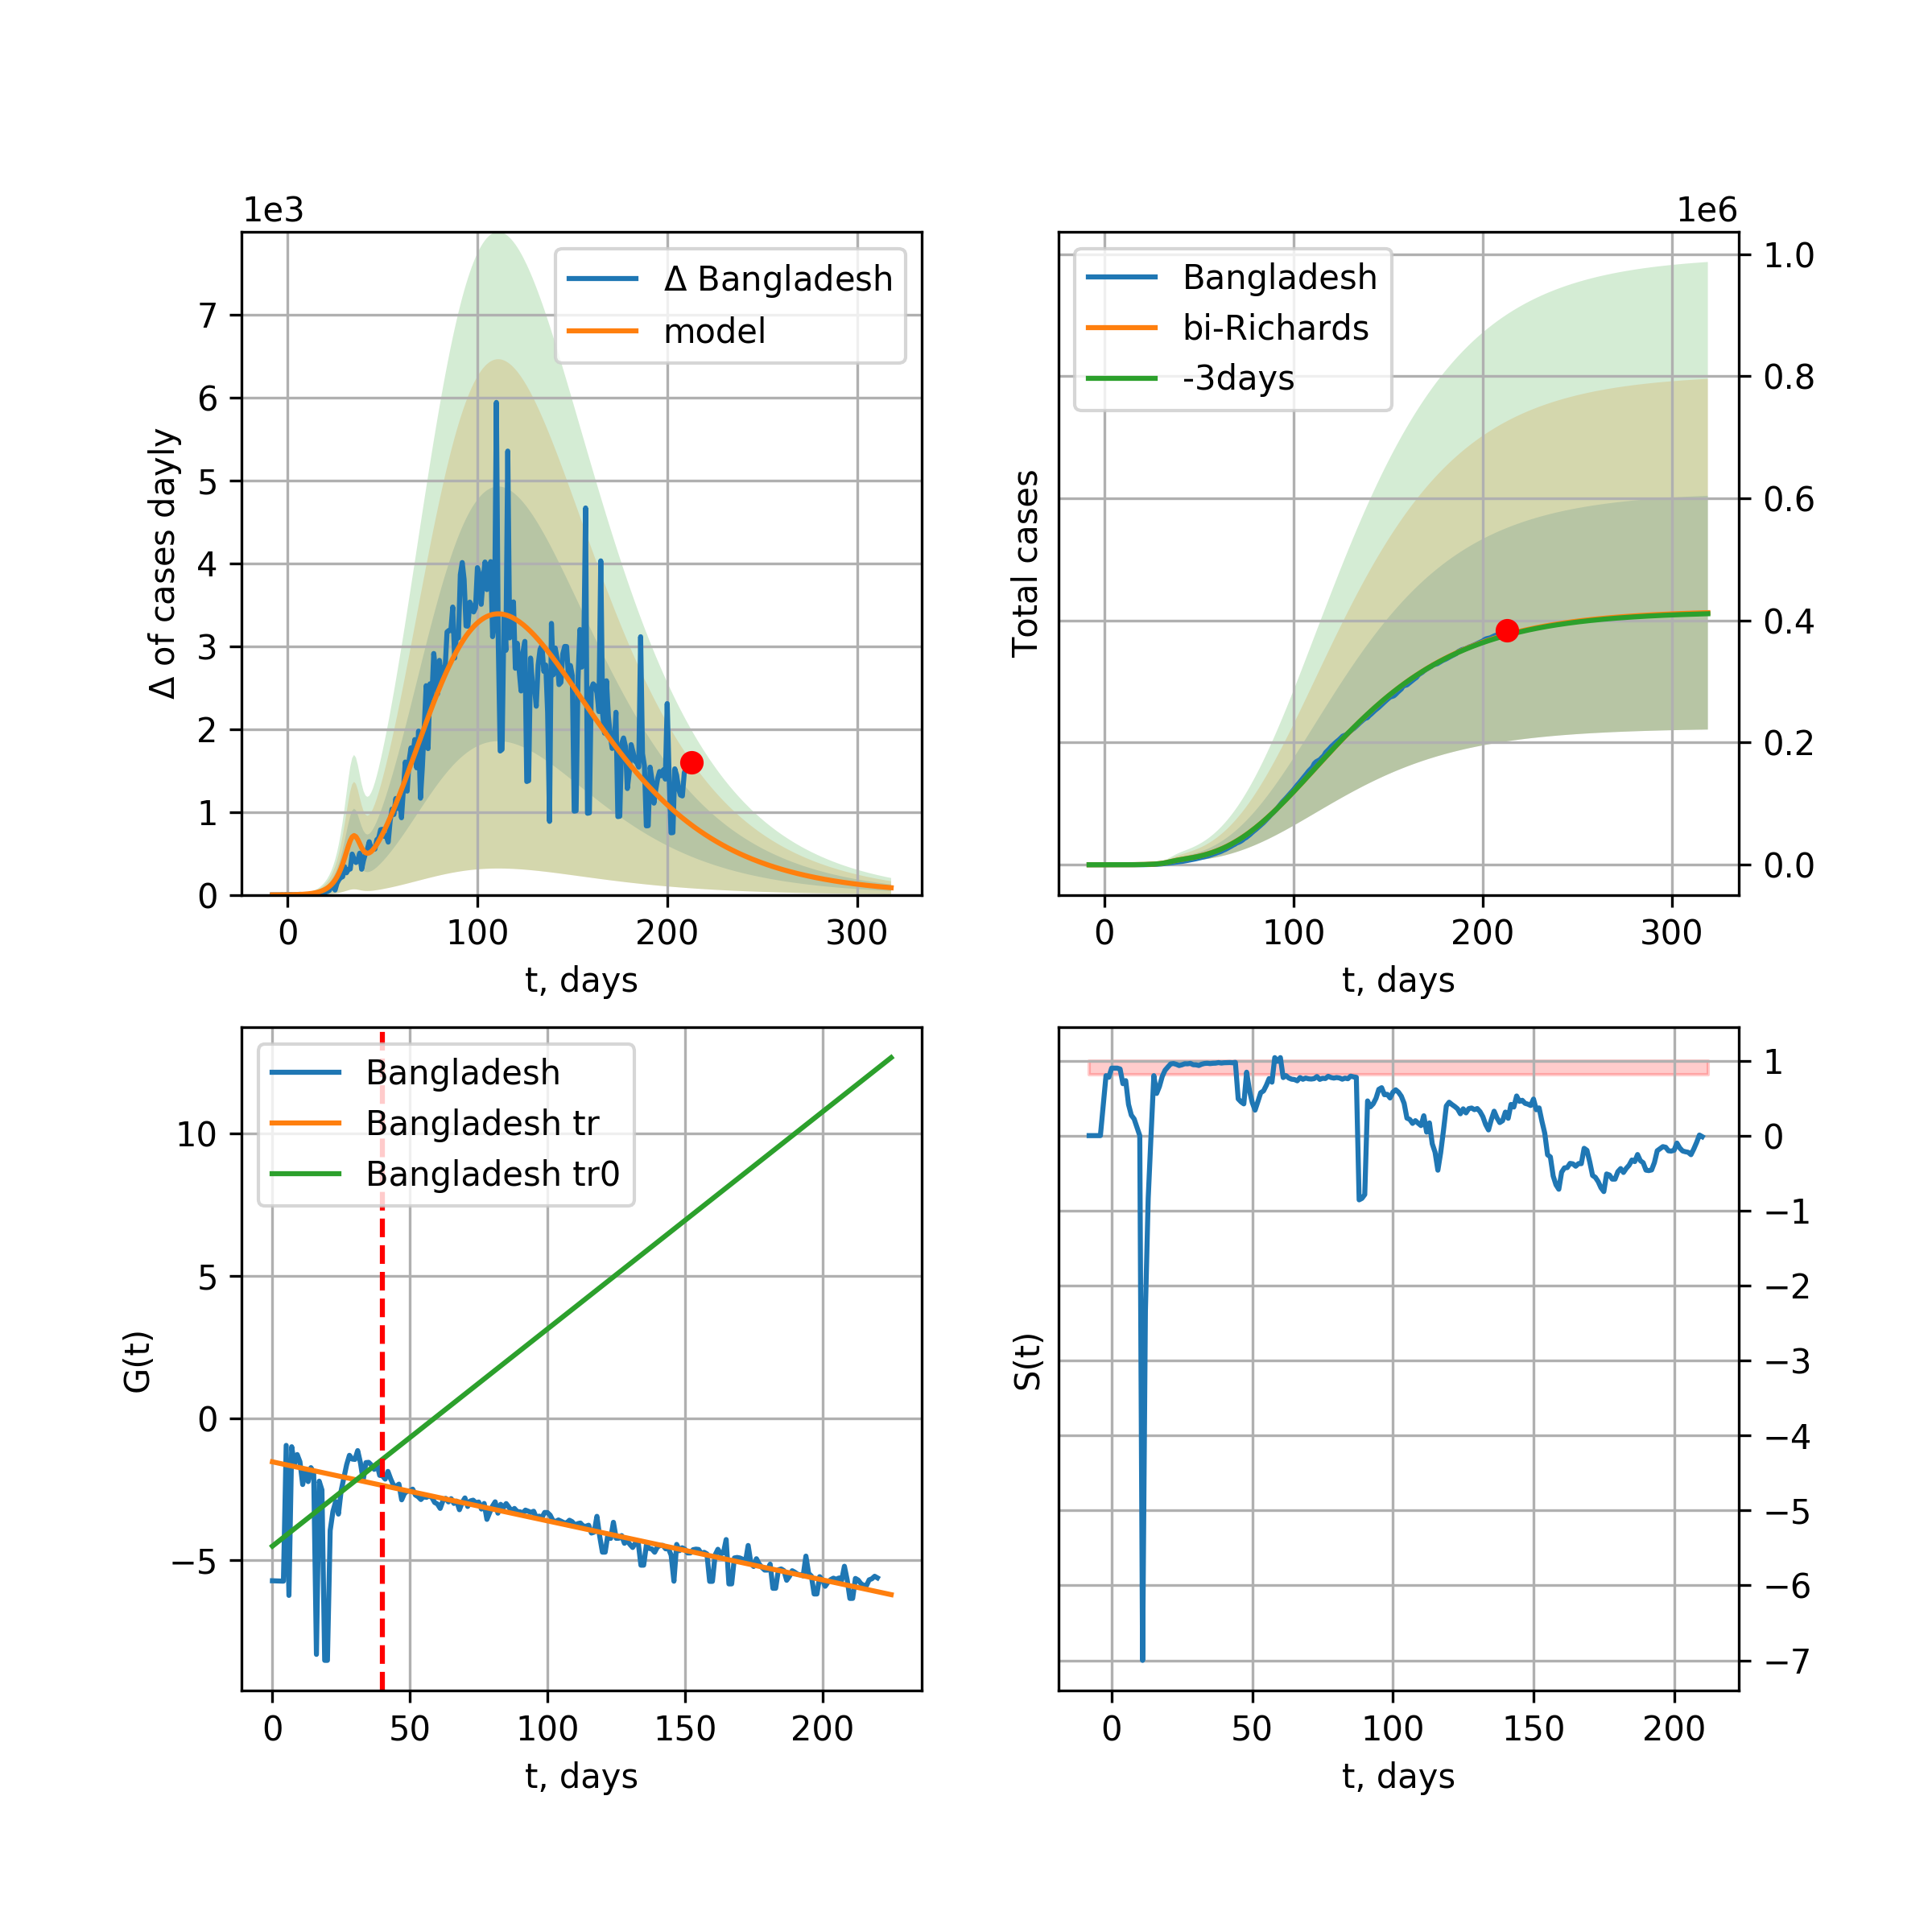 1e3
Δ of cases dayly
7
6
5
4
3
2
1
0
0 100 200 300
t, days
Δ Bangladesh
model
1e6
Total cases
1.0
0.8
0.6
0.4
0.2
0.0
0 100 200 300
t, days
Bangladesh
bi-Richards
-3days
G(t)
10
5
0
−5
0 50 100 150 200
t, days
Bangladesh
Bangladesh tr
Bangladesh tr0
S(t)
1
0
−1
−2
−3
−4
−5
−6
−7
0 50 100 150 200
t, days